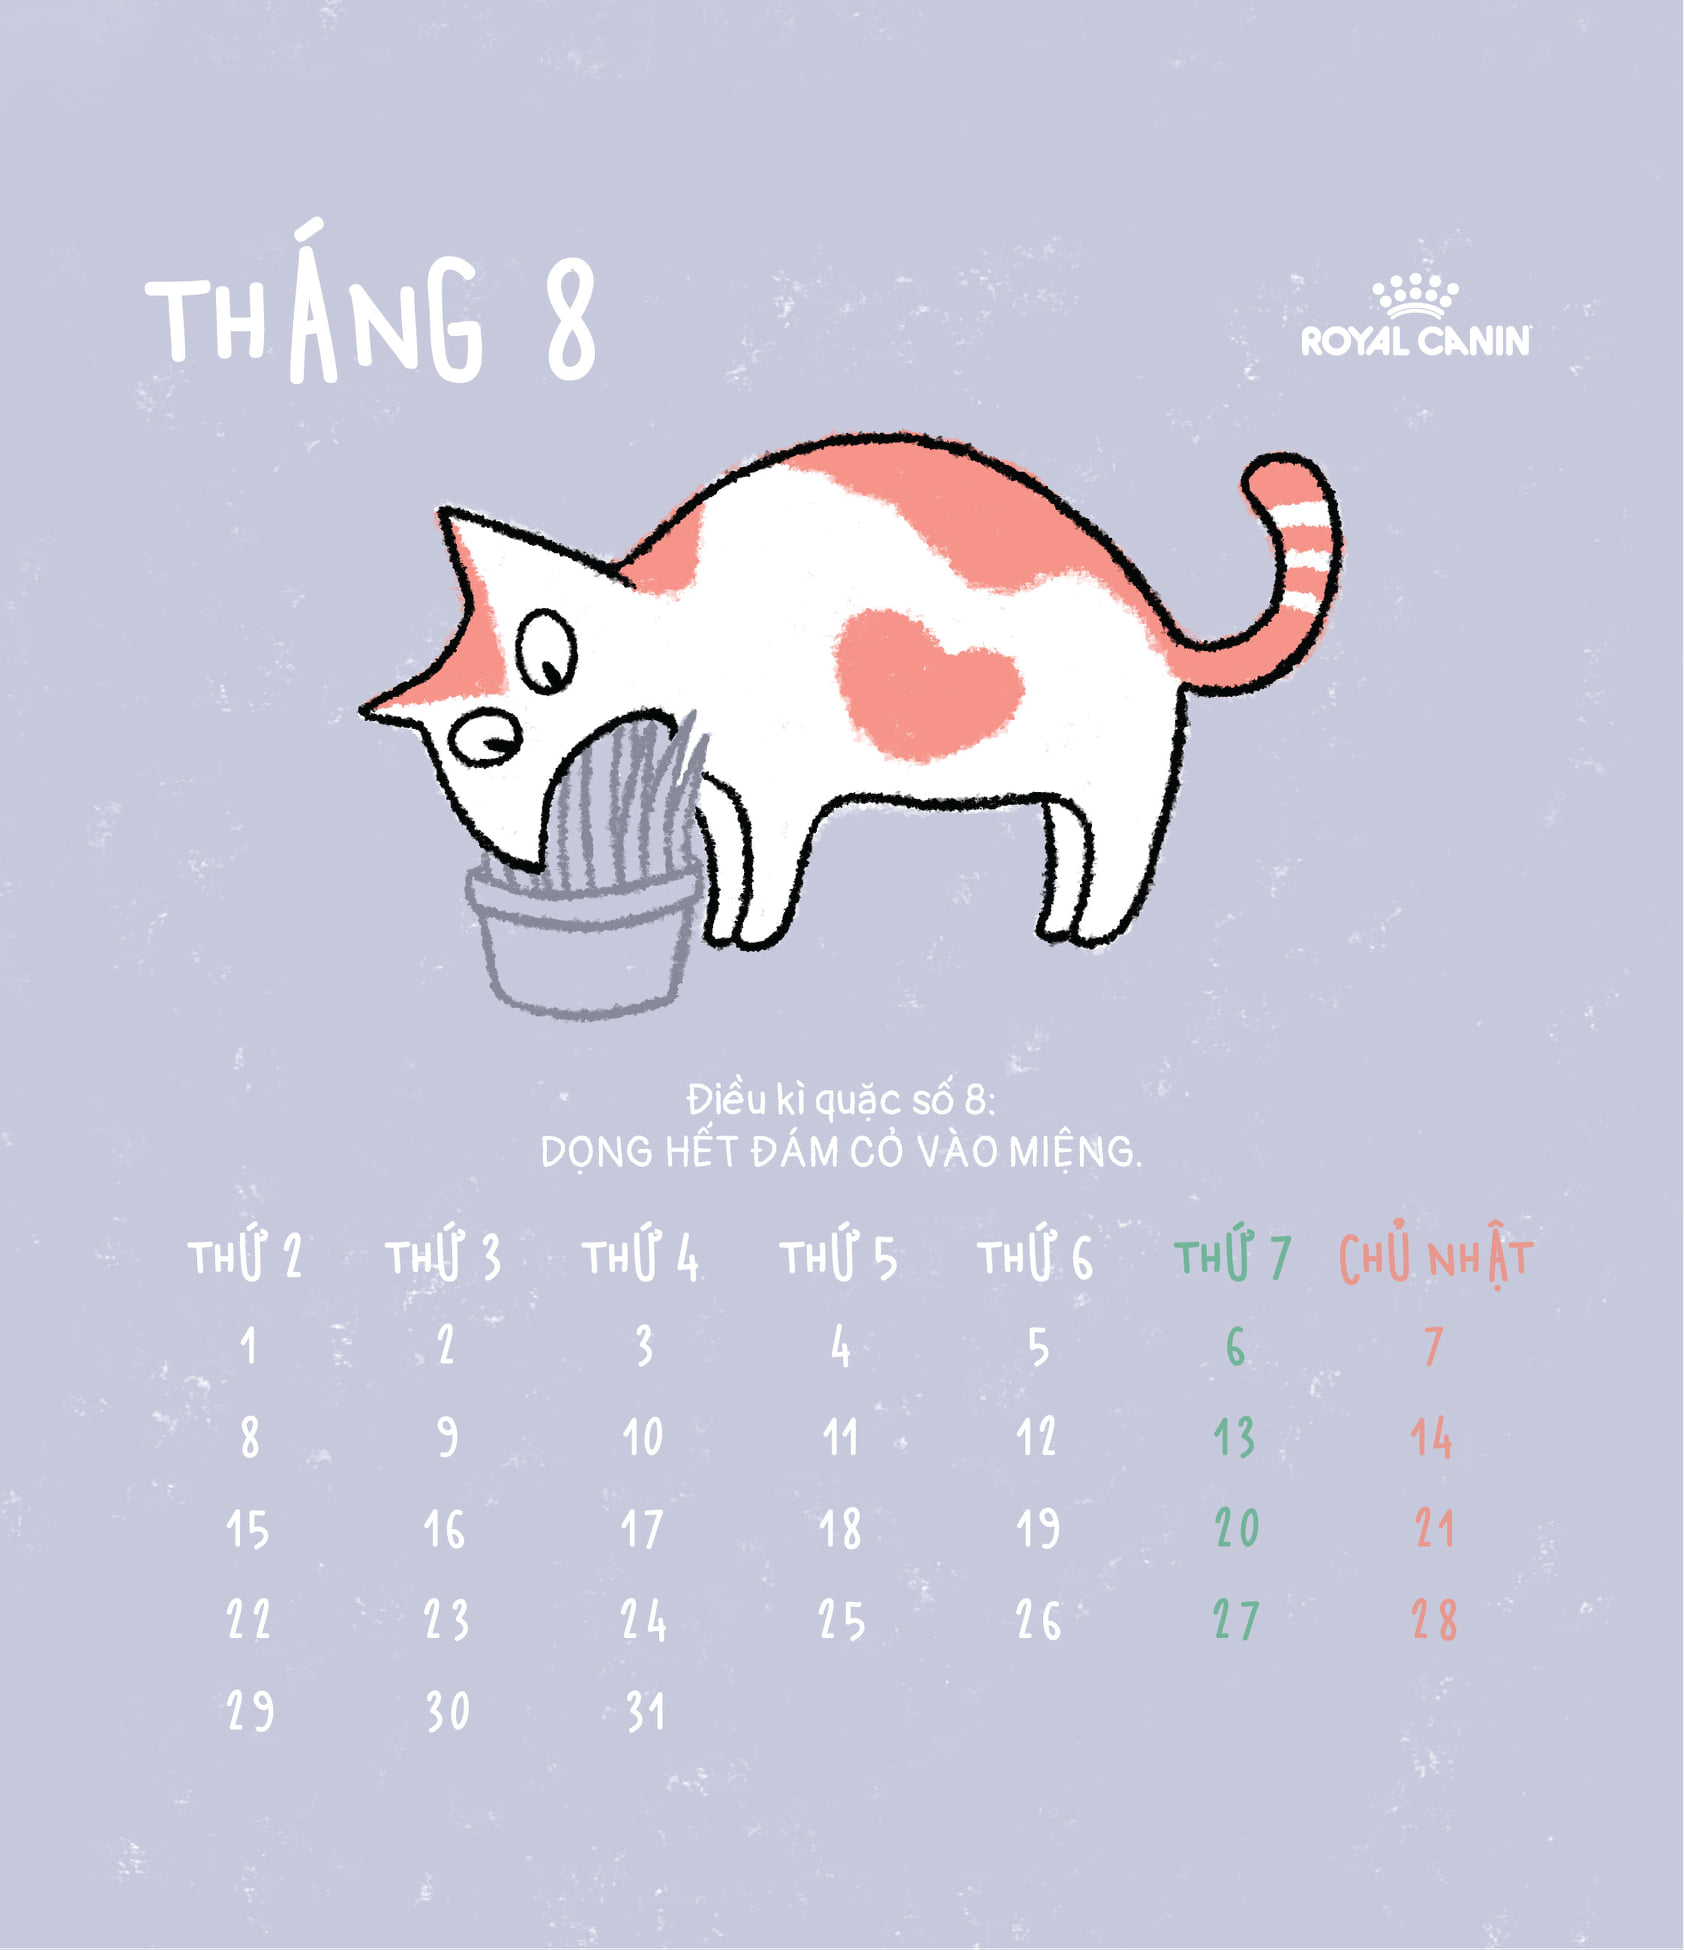 THÁNG 8
ROYAL CANIN
Điều kì quặc số 8:
DỌNG HẾT ĐÁM CỎ VÀO MIỆNG.
THỨ 2 THỨ 3 THỨ 4 THỨ 5 THỨ 6 THỨ 7 CHỦ NHẬT
1 2 3 4 5 6 7
8 9 10 11 12 13 14
15 16 17 18 19 20 21
22 23 24 25 26 27 28
29 30 31